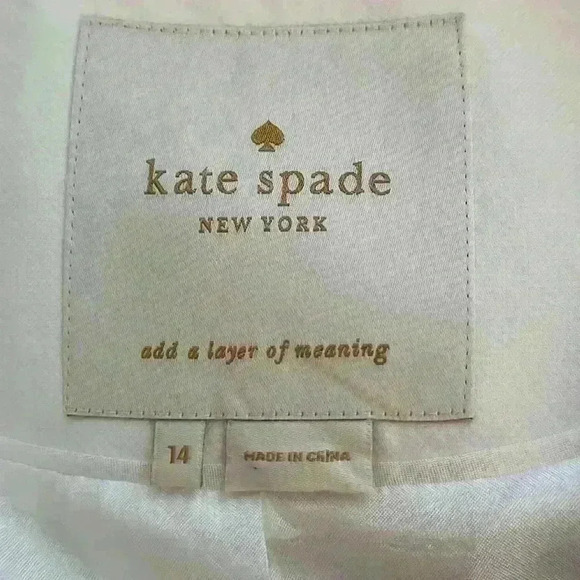 kate spade
NEW YORK
add a layer of meaning
14
MADE IN CHINA